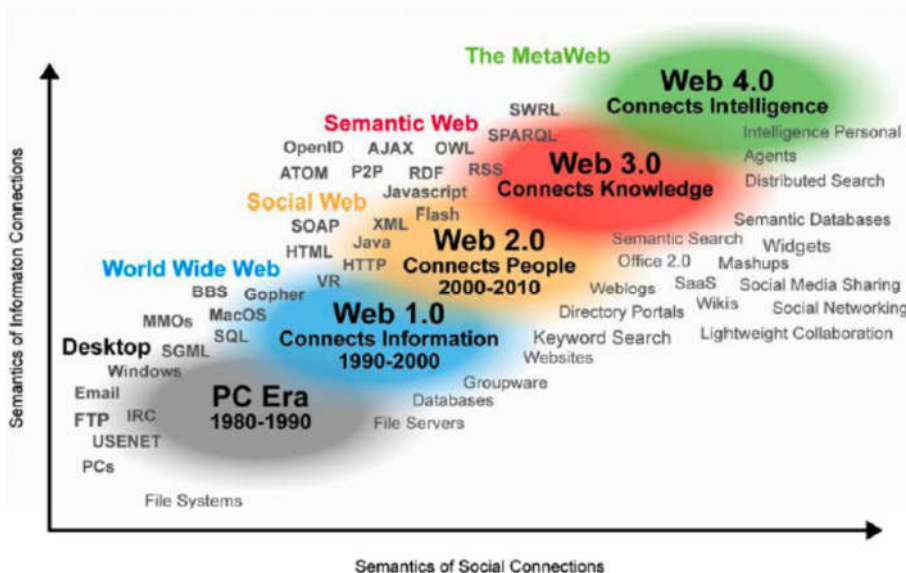 The MetaWeb
Web 4.0
Connects Intelligence
SWRL
SPARQL
Intelligence Personal
Agents
Distributed Search
Semantic Web
OpenID
AJAX
OWL
ATOM
P2P
RDF
RSS
Javascript
Web 3.0
Connects Knowledge
Social Web
Flash
SOAP
XML
HTML
Java
HTTP
Web 2.0
Connects People
2000-2010
Semantic Databases
Semantic Search
Widgets
Office 2.0
Mashups
Weblogs
SaaS
Social Media Sharing
Directory Portals
Wikis
Social Networking
Keyword Search
Lightweight Collaboration
Websites
World Wide Web
VR
BBS
Gopher
MMOs
MacOS
SQL
Web 1.0
Connects Information
1990-2000
Groupware
Databases
File Servers
Desktop
SGML
Windows
Email
FTP
IRC
USENET
PCs
PC Era
1980-1990
File Systems
Semantics of Informaton Connections
Semantics of Social Connections